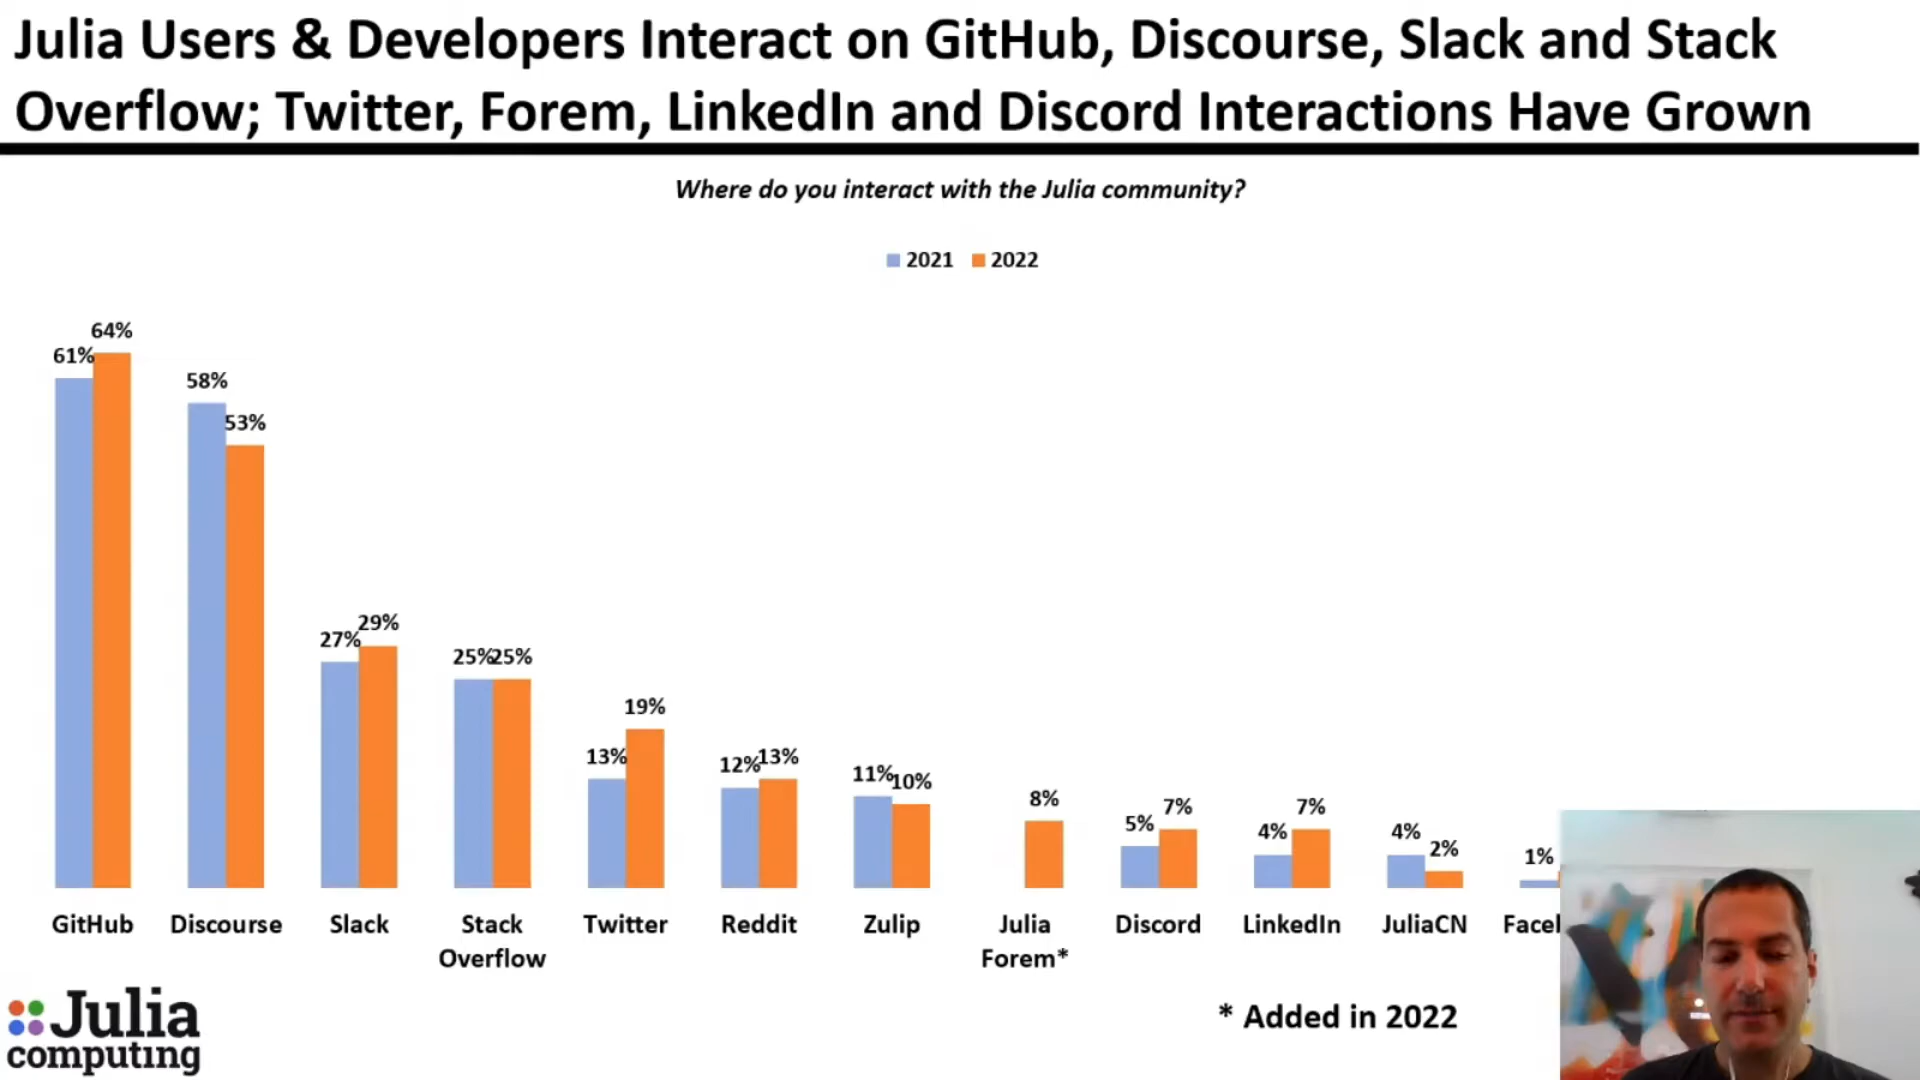 Julia Users & Developers Interact on GitHub, Discourse, Slack and Stack
Overflow; Twitter, Forem, LinkedIn and Discord Interactions Have Grown
Where do you interact with the Julia community?
2021 2022
61% 64%
58% 53%
27% 29%
25% 25%
13% 19%
12% 13%
11% 10%
8%
5% 7%
4% 7%
4% 2%
1%
GitHub
Discourse
Slack
Stack
Overflow
Twitter
Reddit
Zulip
Julia
Forem*
Discord
LinkedIn
JuliaCN
* Added in 2022
Julia
computing